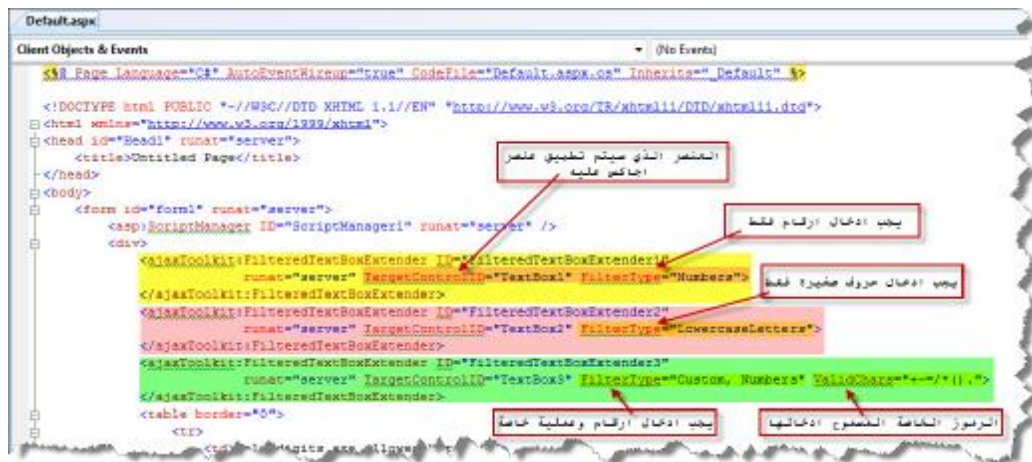 Default.aspx
Client Objects & Events
(No Events)
<%@ Page Language="C#" AutoEventWireup="true" CodeFile="Default.aspx.cs" Inherits="_Default" %>
<!DOCTYPE html PUBLIC "-//W3C//DTD XHTML 1.1//EN" "http://www.w3.org/TR/xhtml11/DTD/xhtml11.dtd">
<html xmlns="http://www.w3.org/1999/xhtml">
<head id="Head1" runat="server">
<title>Untitled Page</title>
العنصر الذي سيتم تطبيق عنصر
اجاكس عليه
</head>
<body>
<form id="form1" runat="server">
يجب ادخال ارقام فقط
<asp:ScriptManager ID="ScriptManager1" runat="server" />
<div>
<ajaxToolkit:FilteredTextBoxExtender ID="FilteredTextBoxExtender1"
runat="server" TargetControlID="TextBox1" FilterType="Numbers">
يجب ادخال حروف صغيرة فقط
</ajaxToolkit:FilteredTextBoxExtender>
<ajaxToolkit:FilteredTextBoxExtender ID="FilteredTextBoxExtender2"
runat="server" TargetControlID="TextBox2" FilterType="LowercaseLetters">
</ajaxToolkit:FilteredTextBoxExtender>
<ajaxToolkit:FilteredTextBoxExtender ID="FilteredTextBoxExtender3"
runat="server" TargetControlID="TextBox3" FilterType="Custom, Numbers" ValidChars="+-=/*().">
</ajaxToolkit:FilteredTextBoxExtender>
<table border="0">
<tr>
يجب ادخال ارقام وعملية خاصة
الرموز الخاصة المسموح ادخالها
digits are allowed